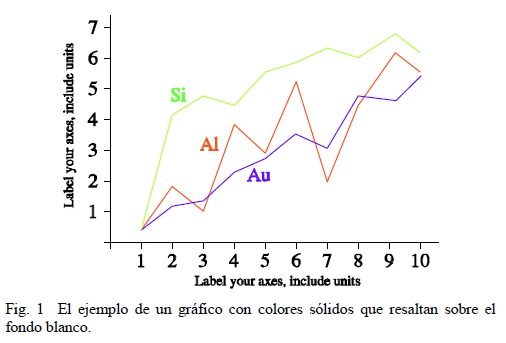 7
6
5
4
3
2
1
Label your axes, include units
Si
Al
Au
1 2 3 4 5 6 7 8 9 10
Label your axes, include units
Fig. 1 El ejemplo de un gráfico con colores sólidos que resaltan sobre el
fondo blanco.